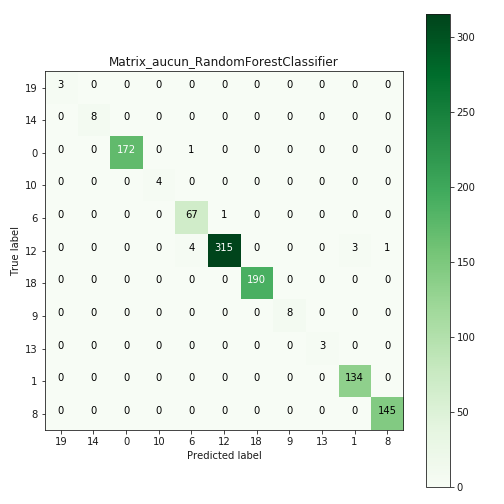 Matrix_aucun_RandomForestClassifier
19 3 0 0 0 0 0 0 0 0 0 0
14 0 8 0 0 0 0 0 0 0 0 0
0 0 0 172 0 1 0 0 0 0 0 0
10 0 0 0 4 0 0 0 0 0 0 0
6 0 0 0 0 67 1 0 0 0 0 0
12 0 0 0 0 4 315 0 0 0 3 1
18 0 0 0 0 0 0 190 0 0 0 0
9 0 0 0 0 0 0 0 8 0 0 0
13 0 0 0 0 0 0 0 0 3 0 0
1 0 0 0 0 0 0 0 0 0 134 0
8 0 0 0 0 0 0 0 0 0 0 145
19 14 0 10 6 12 18 9 13 1 8
Predicted label
True label
300
250
200
150
100
50
0